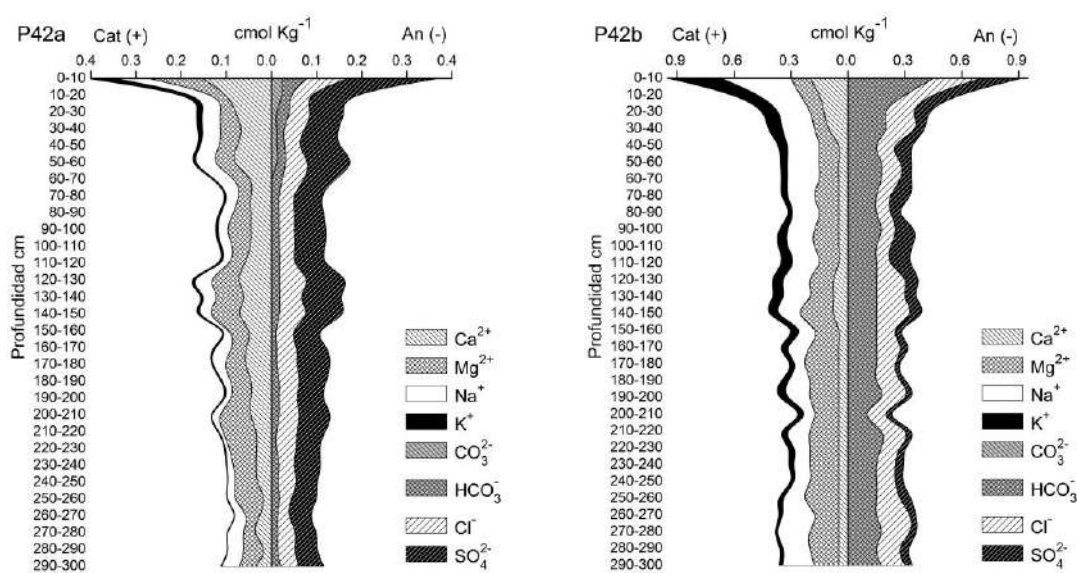 P42a
Cat (+)
cmol Kg⁻¹
An (-)
0.4 0.2 0.1 0.0 0.1 0.2 0.4
Profundidad cm
0-10
10-20
20-30
30-40
40-50
50-60
60-70
70-80
80-90
90-100
100-110
110-120
120-130
130-140
140-150
150-160
160-170
170-180
180-190
190-200
200-210
210-220
220-230
230-240
240-250
250-260
260-270
270-280
280-290
290-300
Ca²⁺
Mg²⁺
Na⁺
K⁺
CO₃²⁻
HCO₃⁻
Cl⁻
SO₄²⁻
P42b
Cat (+)
cmol Kg⁻¹
An (-)
0.9 0.6 0.3 0.0 0.3 0.6 0.9
Profundidad cm
0-10
10-20
20-30
30-40
40-50
50-60
60-70
70-80
80-90
90-100
100-110
110-120
120-130
130-140
140-150
150-160
160-170
170-180
180-190
190-200
200-210
210-220
220-230
230-240
240-250
250-260
260-270
270-280
280-290
290-300
Ca²⁺
Mg²⁺
Na⁺
K⁺
CO₃²⁻
HCO₃⁻
Cl⁻
SO₄²⁻